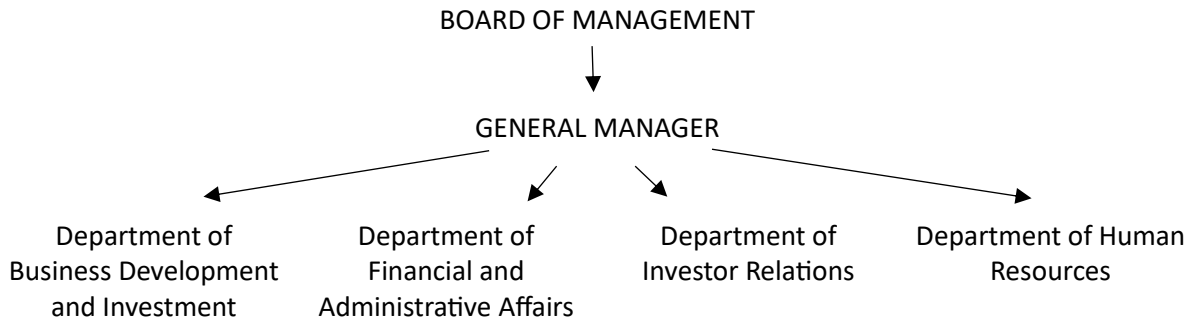 BOARD OF MANAGEMENT
GENERAL MANAGER
Department of
Business Development
and Investment
Department of
Financial and
Administrative Affairs
Department of
Investor Relations
Department of Human
Resources